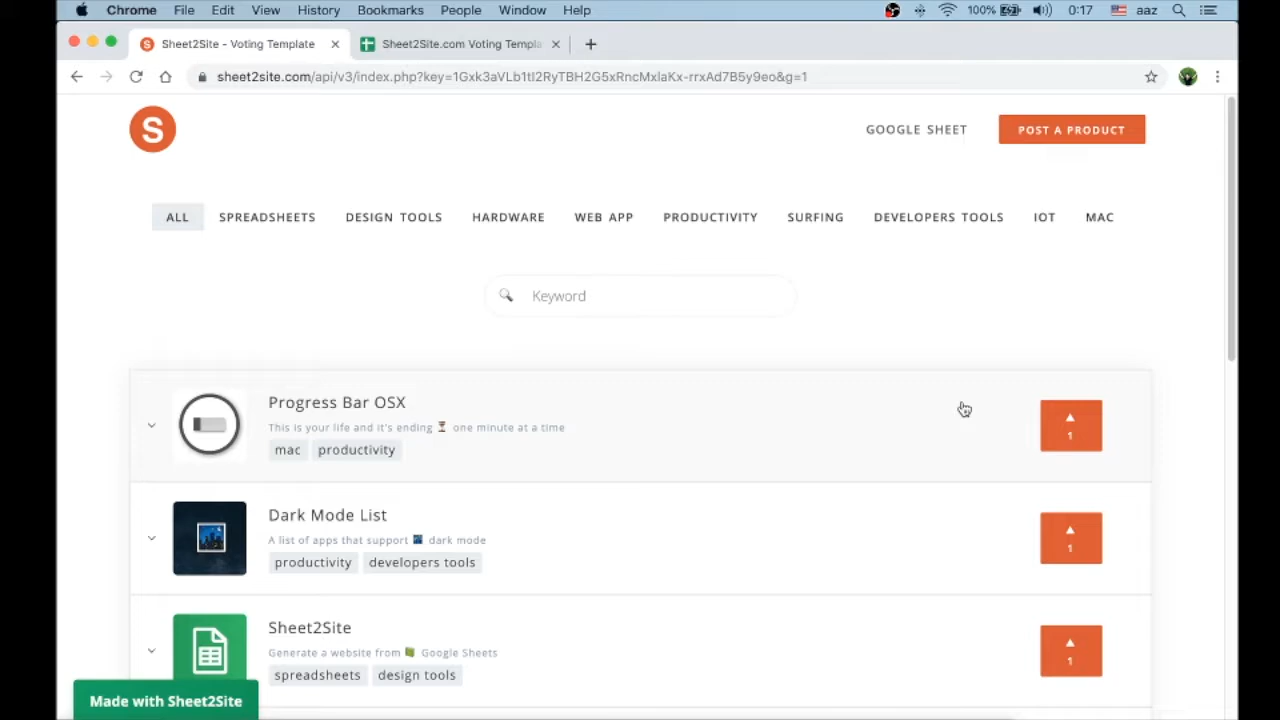 Chrome File Edit View History Bookmarks People Window Help 100% 0:17 aaz
S Sheet2Site - Voting Template Sheet2Site.com Voting Templa
sheet2site.com/api/v3/index.php?key=1Gxk3aVLb1tI2RyTBH2G5xRncMxlaKx-rrxAd7B5y9eo&g=1
S GOOGLE SHEET POST A PRODUCT
ALL SPREADSHEETS DESIGN TOOLS HARDWARE WEB APP PRODUCTIVITY SURFING DEVELOPERS TOOLS IOT MAC
Keyword
Progress Bar OSX
This is your life and it's ending ⏳ one minute at a time
1
mac productivity
Dark Mode List
A list of apps that support 🌃 dark mode
1
productivity developers tools
Sheet2Site
Generate a website from 📗 Google Sheets
1
spreadsheets design tools
Made with Sheet2Site